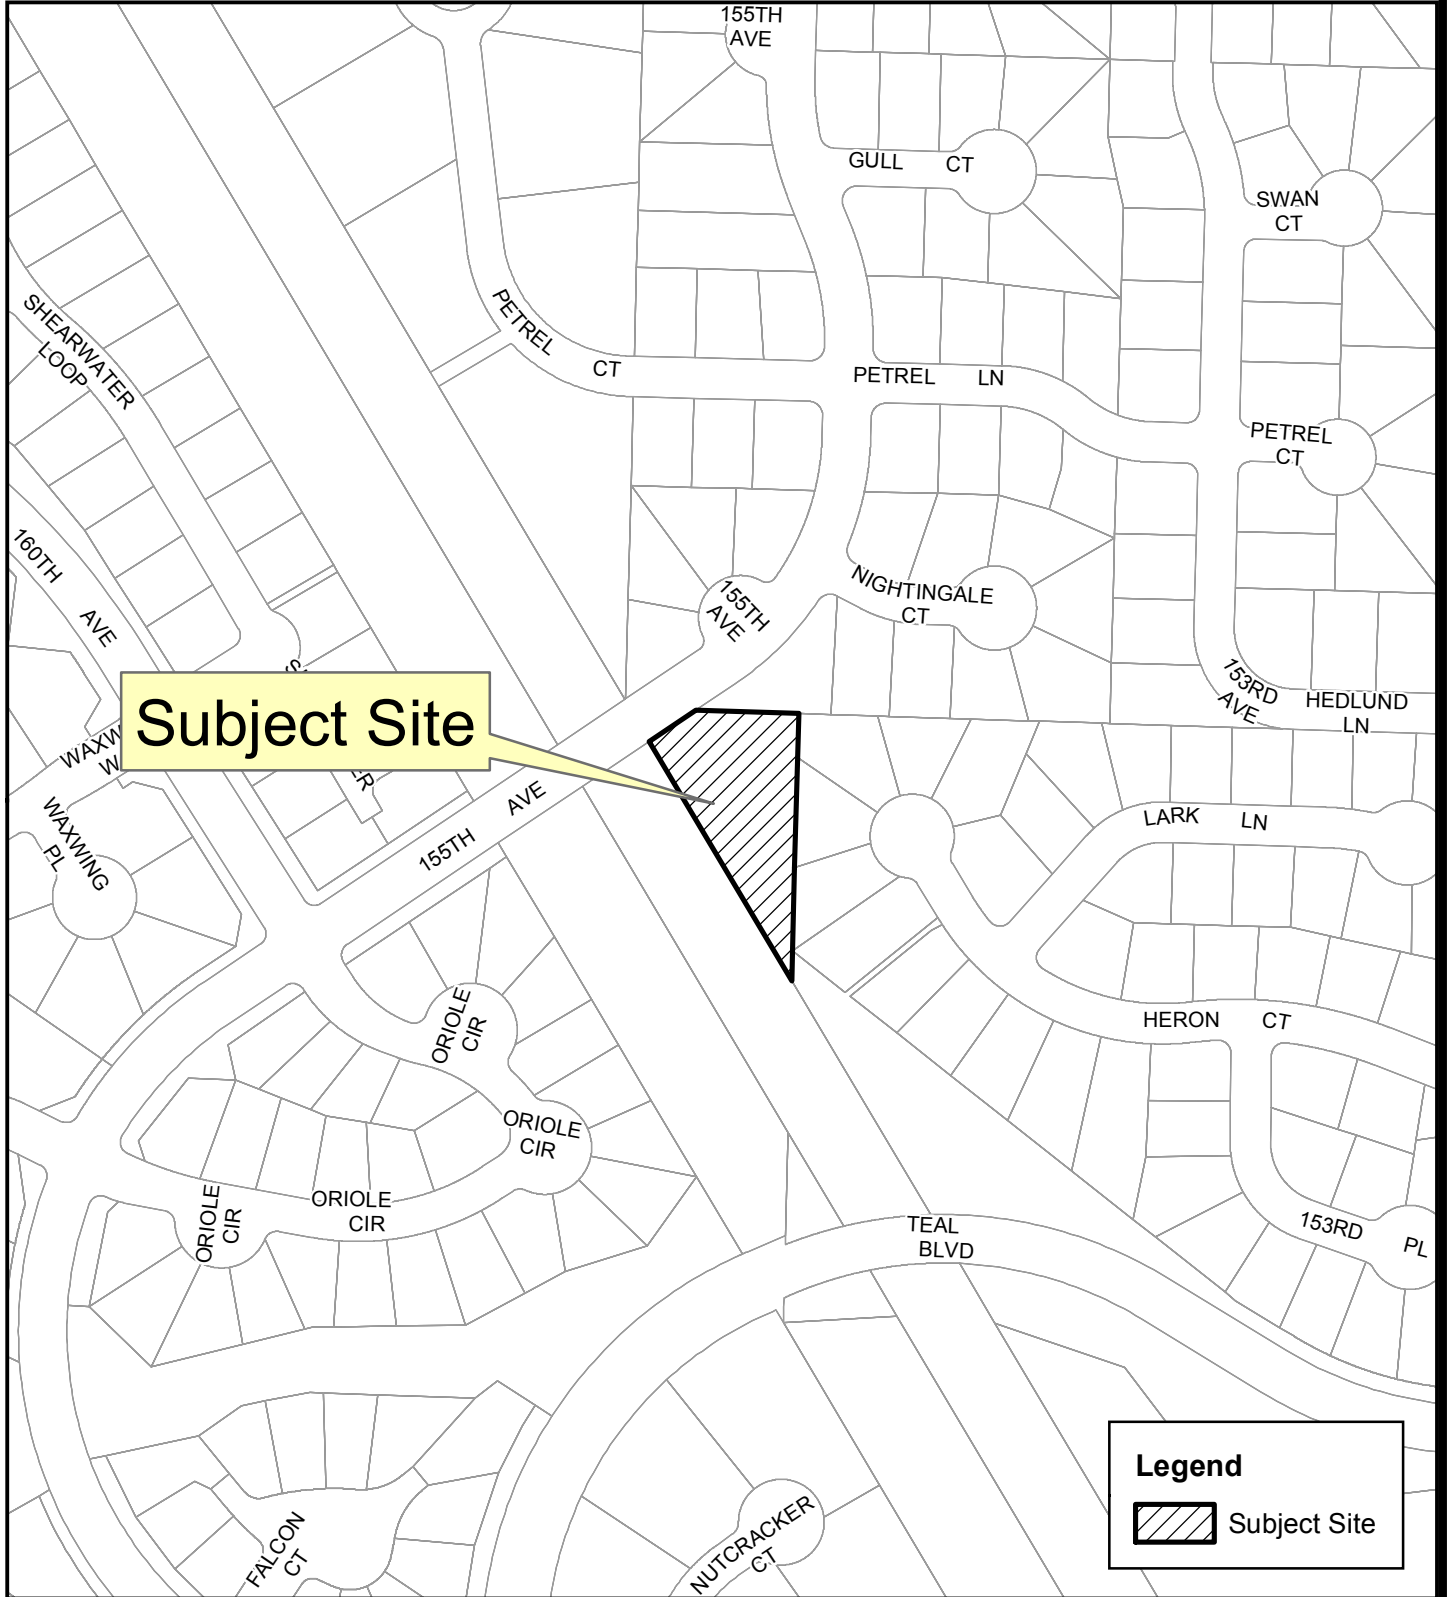 155TH
AVE
GULL CT
SWAN
CT
SHEARWATER
LOOP
PETREL
CT
PETREL LN
PETREL
CT
160TH
AVE
NIGHTINGALE
CT
155TH
AVE
153RD
AVE
HEDLUND
LN
Subject Site
WAXWING
PL
155TH AVE
LARK LN
ORIOLE
CIR
HERON CT
ORIOLE
CIR
ORIOLE
CIR
ORIOLE
CIR
153RD PL
TEAL
BLVD
FALCON
CT
NUTCRACKER
CT
Legend
Subject Site